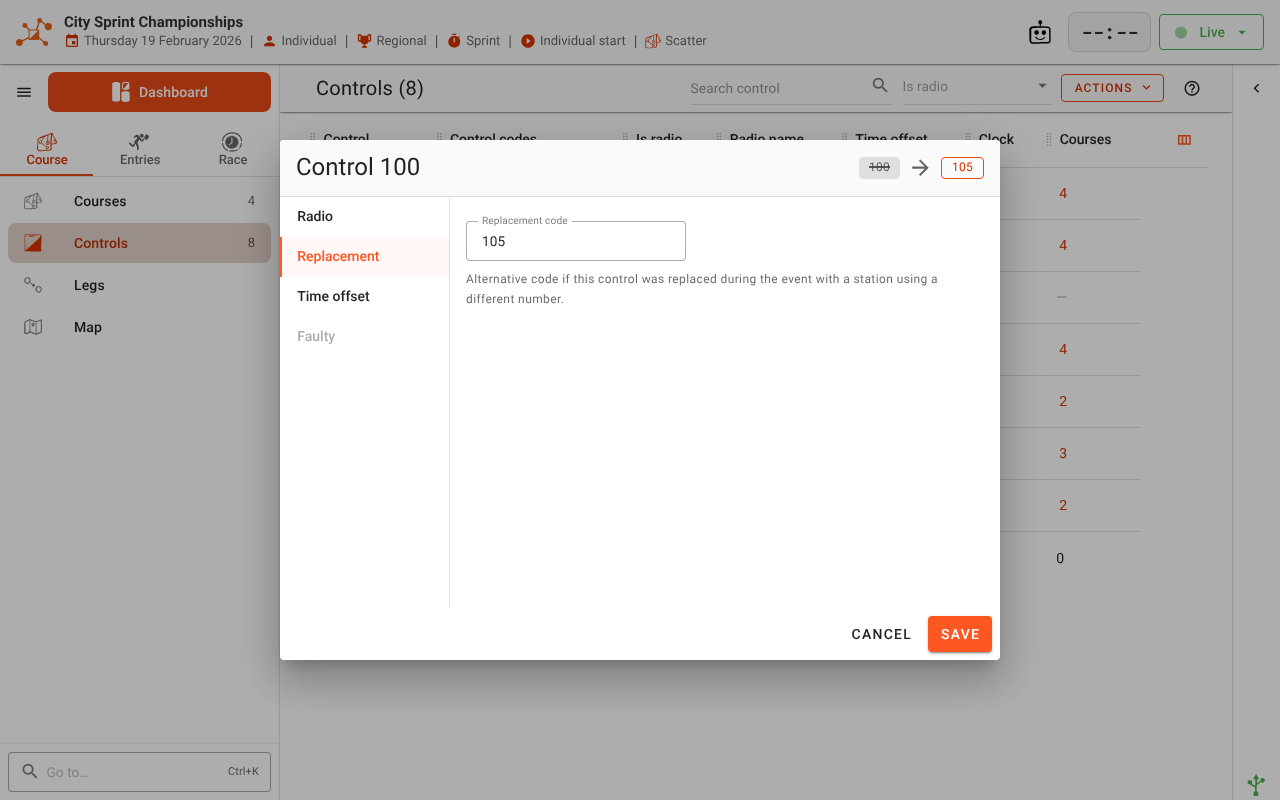 City Sprint Championships
Thursday 19 February 2026 | Individual | Regional | Sprint | Individual start | Scatter
--:--
Live
Dashboard
Controls (8)
Search control
Is radio
ACTIONS
Course
Entries
Race
Control
Control codes
Is radio
Radio name
Time offset
Clock
Courses
Courses 4
Controls 8
Legs
Map
Control 100
100
105
Radio
Replacement
Time offset
Faulty
Replacement code
105
Alternative code if this control was replaced during the event with a station using a
different number.
4
4
–
4
2
3
2
0
CANCEL
SAVE
Go to...
Ctrl+K